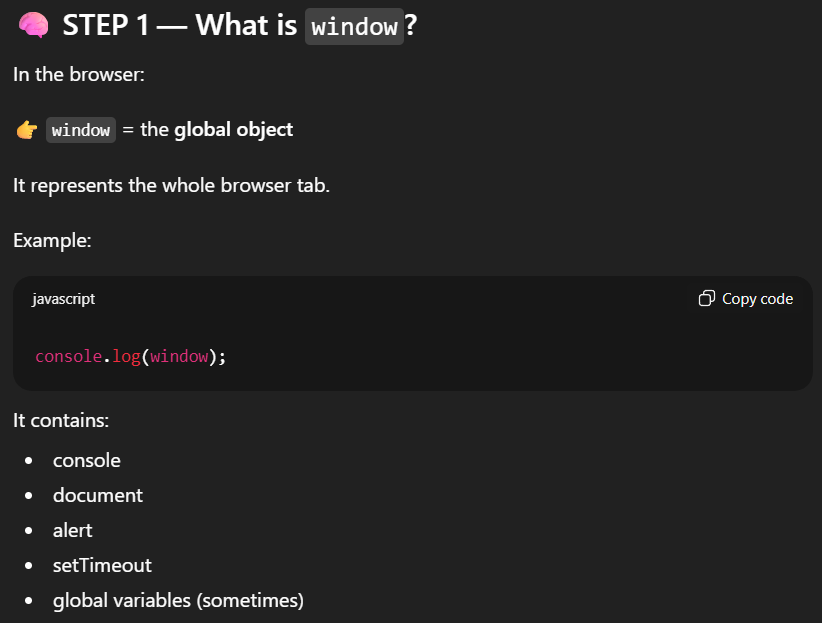 🧠 STEP 1 — What is window?
In the browser:
👉 window = the global object
It represents the whole browser tab.
Example:
javascript
Copy code
console.log(window);
It contains:
• console
• document
• alert
• setTimeout
• global variables (sometimes)